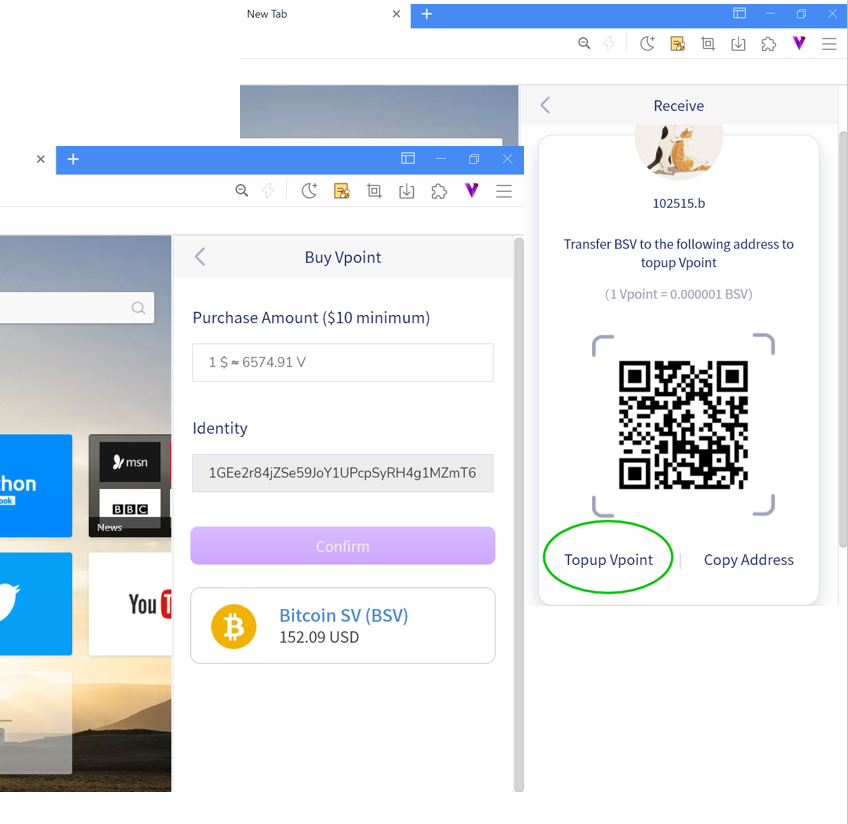 New Tab
Receive
102515.b
Transfer BSV to the following address to
topup Vpoint
(1 Vpoint = 0.000001 BSV)
Topup Vpoint
Copy Address
Buy Vpoint
Purchase Amount ($10 minimum)
1 $ ≈ 6574.91 V
Identity
1GEe2r84jZSe59JoY1UPcpSyRH4g1MZmT6
Confirm
Bitcoin SV (BSV)
152.09 USD
thon
ook
msn
BBC
News
You T